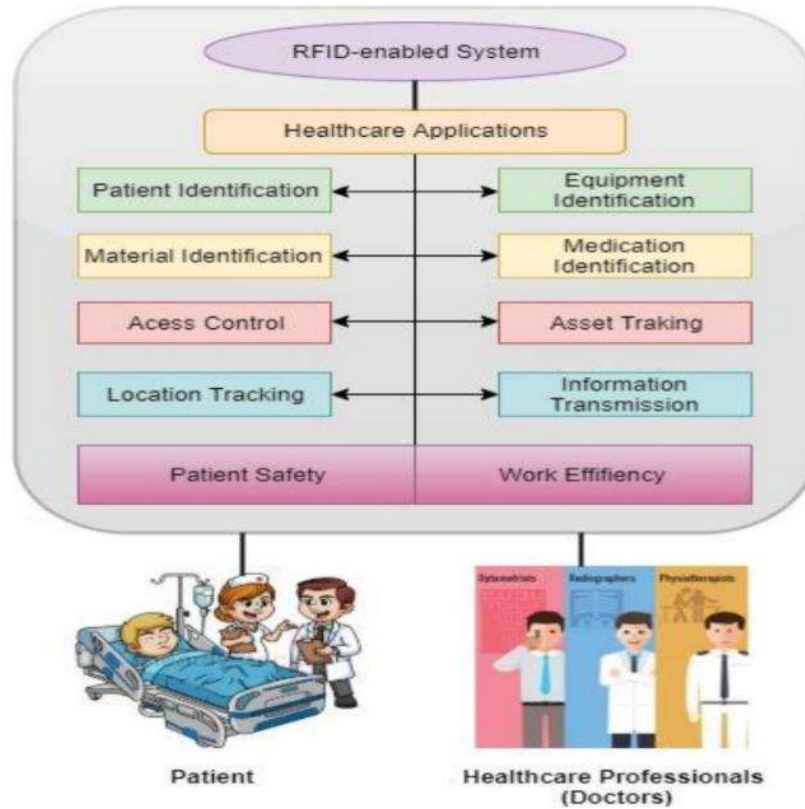 RFID-enabled System
Healthcare Applications
Patient Identification
Equipment
Identification
Material Identification
Medication
Identification
Acess Control
Asset Traking
Location Tracking
Information
Transmission
Patient Safety
Work Effifiency
Optometrists
Radiographers
Physiotherapists
Patient
Healthcare Professionals
(Doctors)